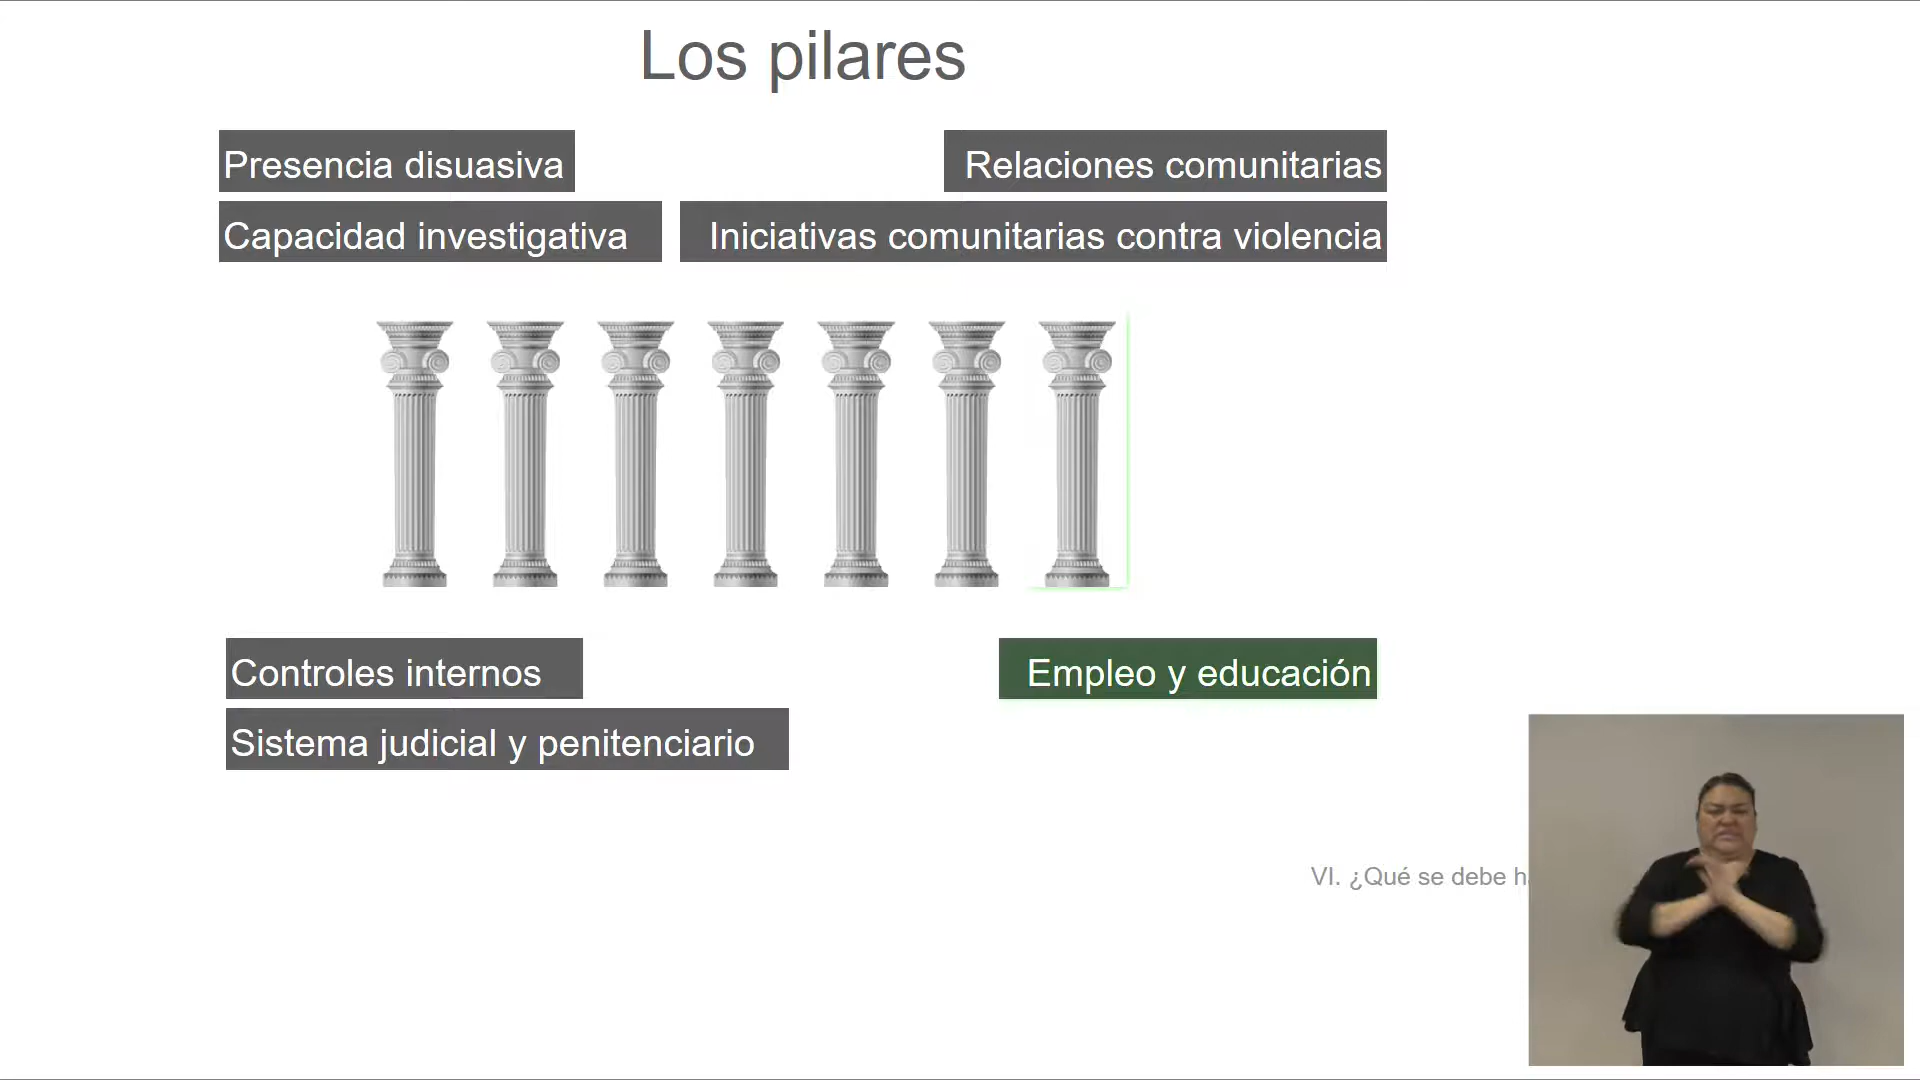 Los pilares
Presencia disuasiva
Relaciones comunitarias
Capacidad investigativa
Iniciativas comunitarias contra violencia
Controles internos
Empleo y educación
Sistema judicial y penitenciario
VI. ¿Qué se debe